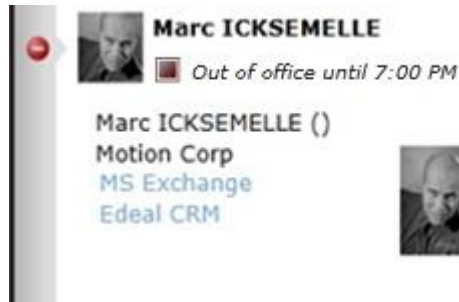 Marc ICKSEMELLE
Out of office until 7:00 PM
Marc ICKSEMELLE ()
Motion Corp
MS Exchange
Edeal CRM